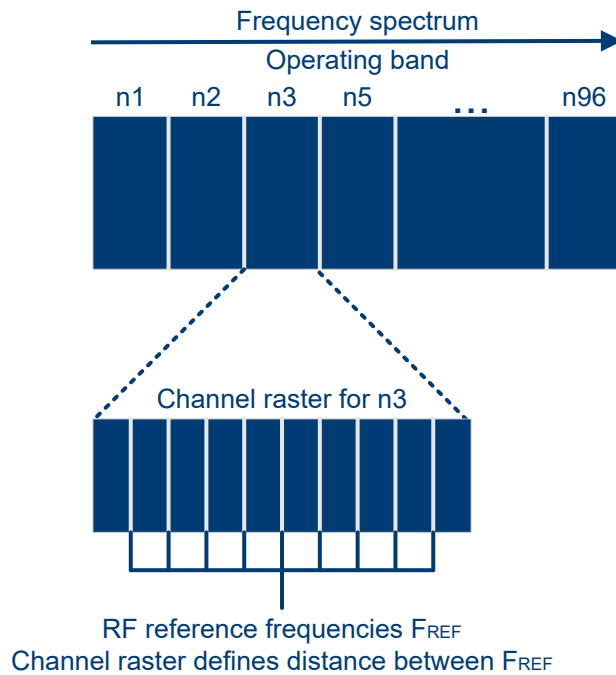 Frequency spectrum
Operating band
n1 n2 n3 n5 ... n96
Channel raster for n3
RF reference frequencies FREF
Channel raster defines distance between FREF